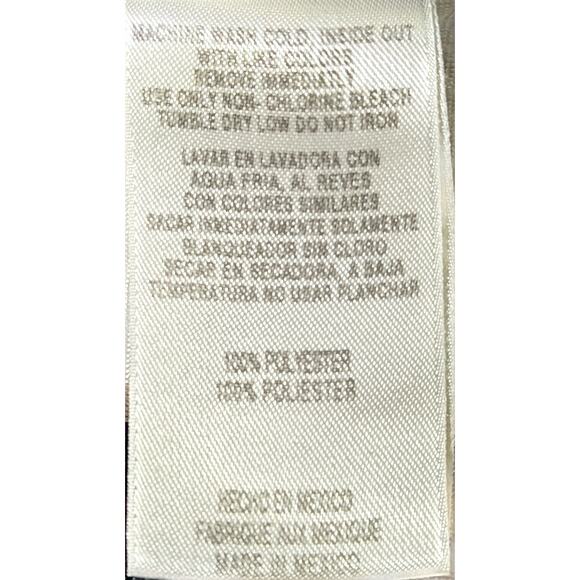 MACHINE WASH COLD, INSIDE OUT
WITH LIKE COLORS
REMOVE IMMEDIATLY
USE ONLY NON- CHLORINE BLEACH
TUMBLE DRY LOW DO NOT IRON
LAVAR EN LAVADORA CON
AGUA FRIA, AL REVES
CON COLORES SIMILARES
SACAR INMEDIATAMENTE SOLAMENTE
BLANQUEADOR SIN CLORO
SECAR EN SECADORA, A BAJA
TEMPERATURA NO USAR PLANCHAR
100% POLYESTER
100% POLIESTER
HECHO EN MEXICO
FABRIQUE AUX MEXIQUE
MADE IN MEXICO